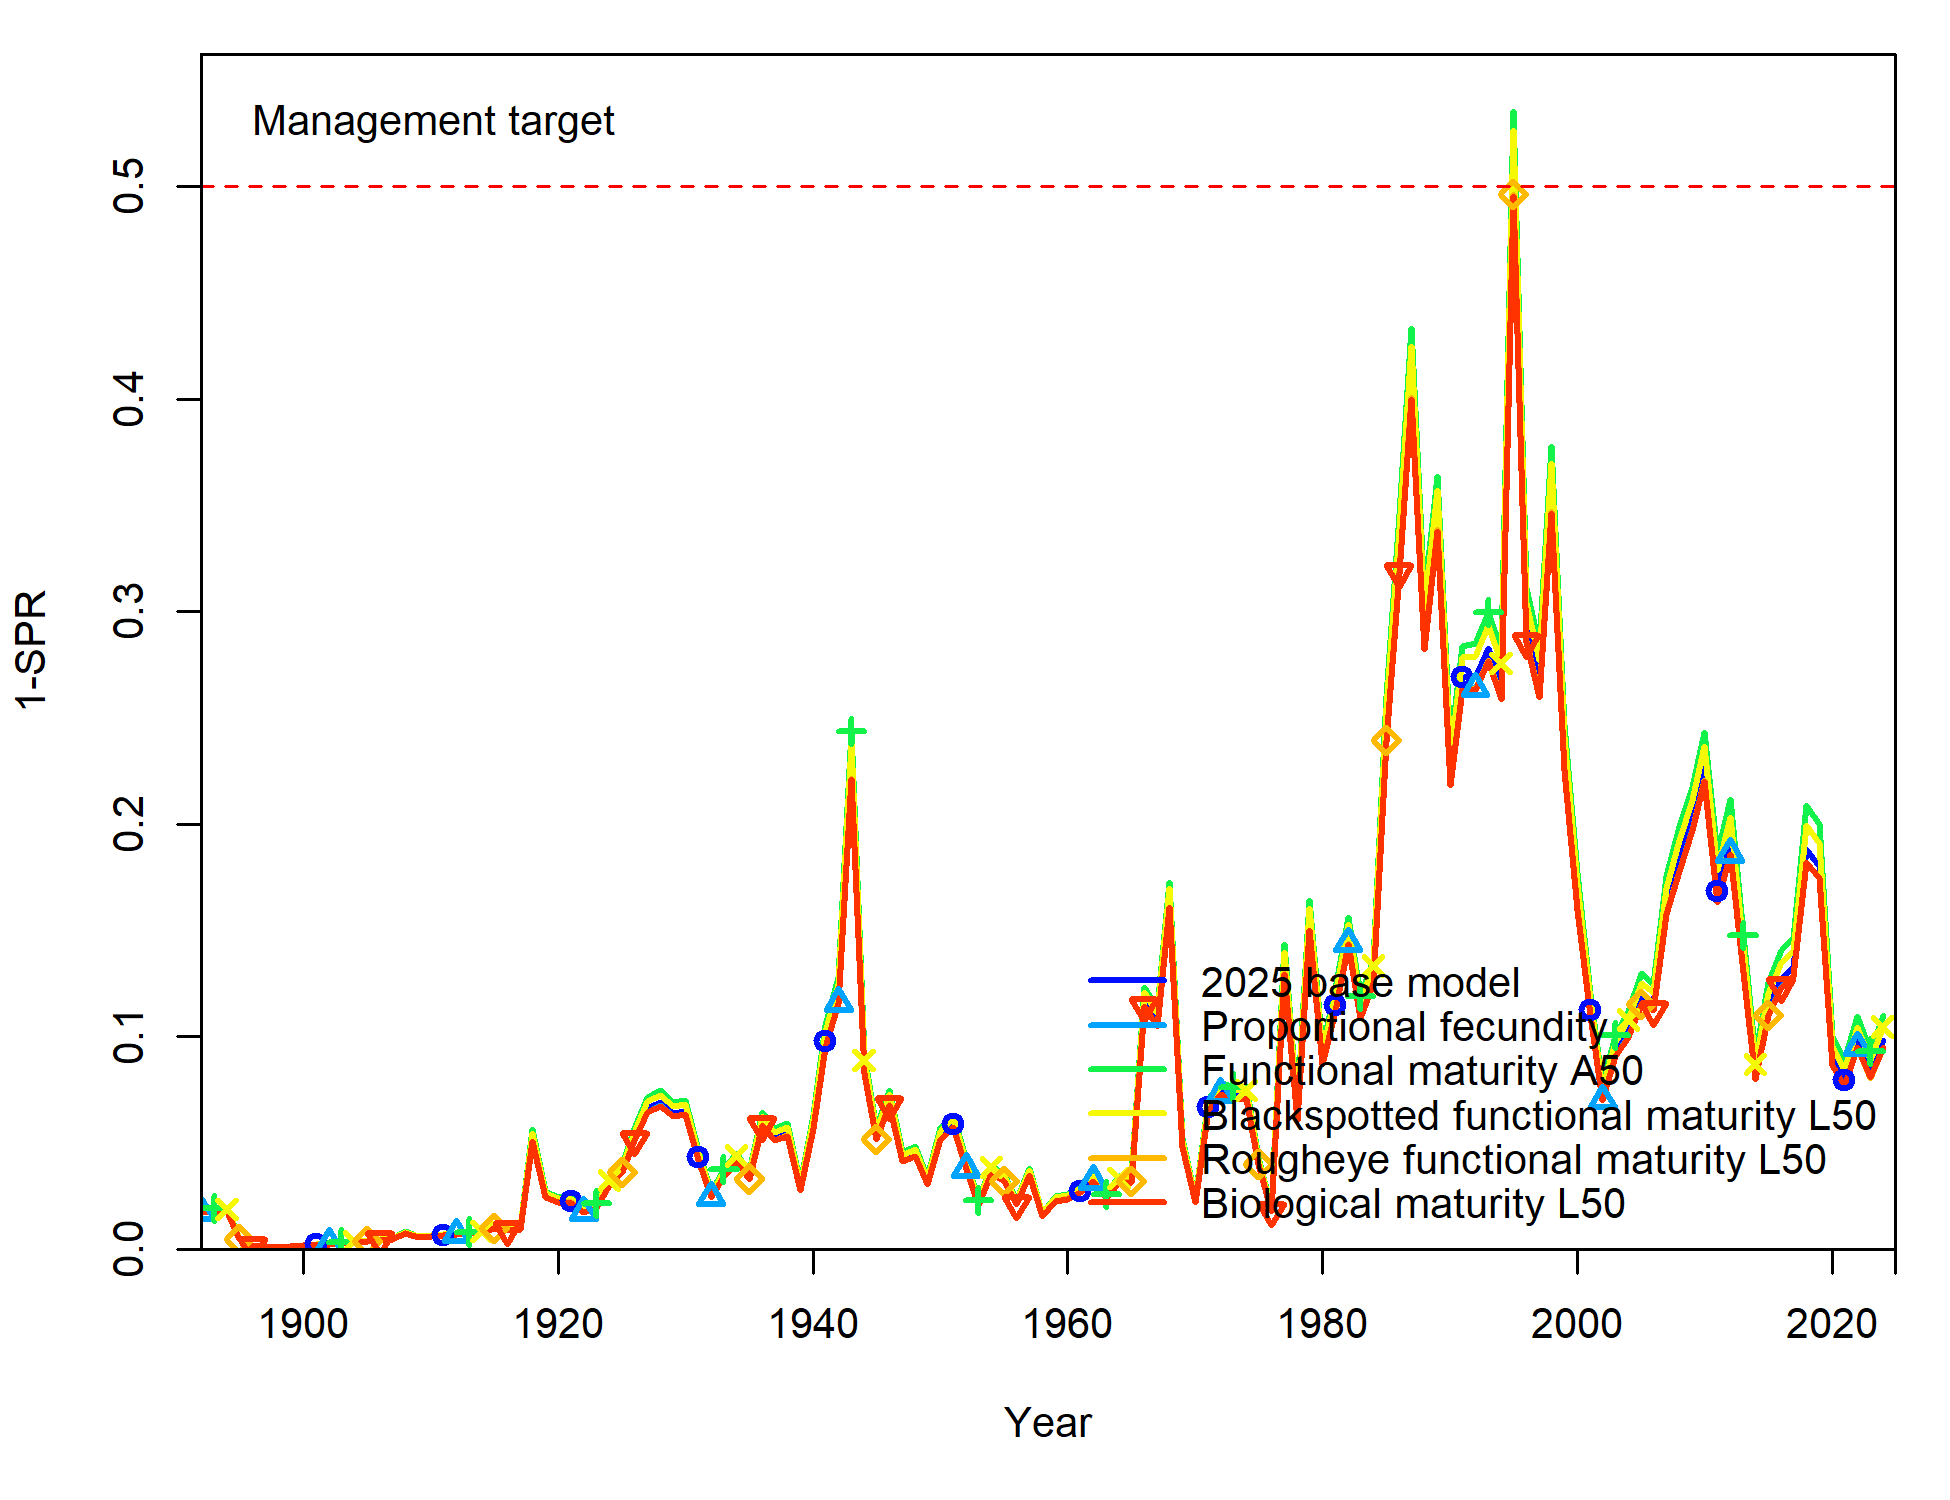 Management target
0.5
0.4
0.3
0.2
0.1
0.0
1-SPR
2025 base model
Proportional fecundity
Functional maturity A50
Blackspotted functional maturity L50
Rougheye functional maturity L50
Biological maturity L50
1900 1920 1940 1960 1980 2000 2020
Year